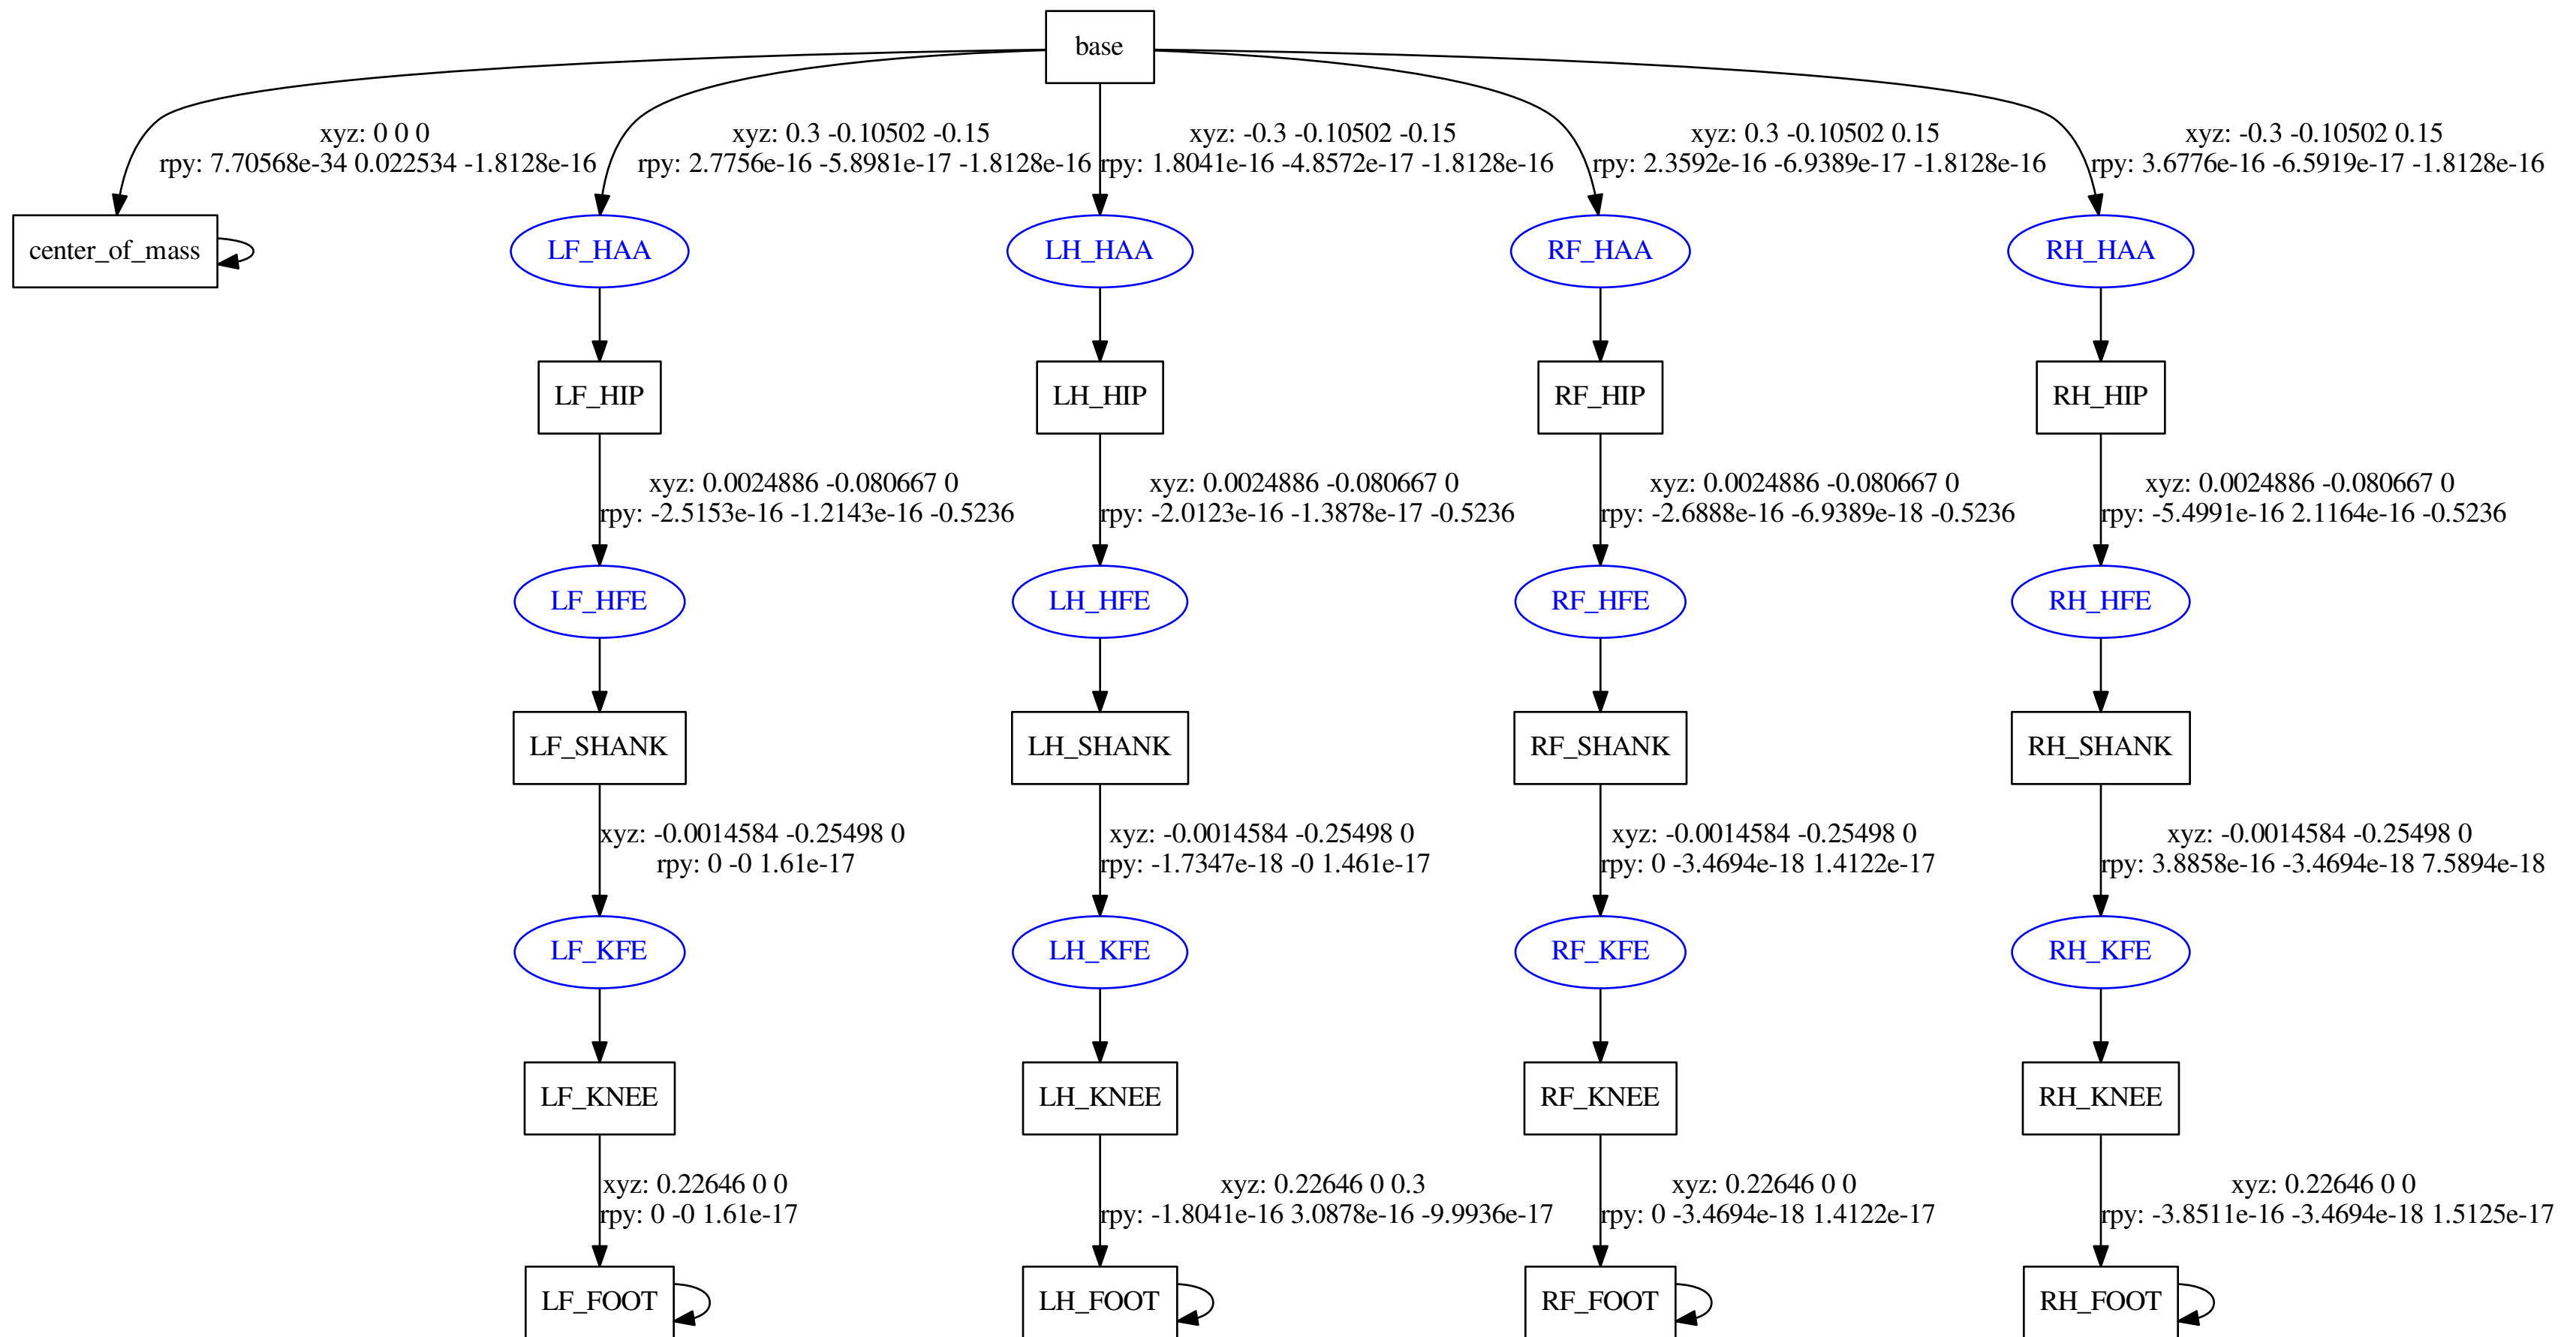 base
xyz: 0 0 0
rpy: 7.70568e-34 0.022534 -1.8128e-16
xyz: 0.3 -0.10502 -0.15
rpy: 2.7756e-16 -5.8981e-17 -1.8128e-16
xyz: -0.3 -0.10502 -0.15
rpy: 1.8041e-16 -4.8572e-17 -1.8128e-16
xyz: 0.3 -0.10502 0.15
rpy: 2.3592e-16 -6.9389e-17 -1.8128e-16
xyz: -0.3 -0.10502 0.15
rpy: 3.6776e-16 -6.5919e-17 -1.8128e-16
center_of_mass
LF_HAA
LH_HAA
RF_HAA
RH_HAA
LF_HIP
LH_HIP
RF_HIP
RH_HIP
xyz: 0.0024886 -0.080667 0
rpy: -2.5153e-16 -1.2143e-16 -0.5236
xyz: 0.0024886 -0.080667 0
rpy: -2.0123e-16 -1.3878e-17 -0.5236
xyz: 0.0024886 -0.080667 0
rpy: -2.6888e-16 -6.9389e-18 -0.5236
xyz: 0.0024886 -0.080667 0
rpy: -5.4991e-16 2.1164e-16 -0.5236
LF_HFE
LH_HFE
RF_HFE
RH_HFE
LF_SHANK
LH_SHANK
RF_SHANK
RH_SHANK
xyz: -0.0014584 -0.25498 0
rpy: 0 -0 1.61e-17
xyz: -0.0014584 -0.25498 0
rpy: -1.7347e-18 -0 1.461e-17
xyz: -0.0014584 -0.25498 0
rpy: 0 -3.4694e-18 1.4122e-17
xyz: -0.0014584 -0.25498 0
rpy: 3.8858e-16 -3.4694e-18 7.5894e-18
LF_KFE
LH_KFE
RF_KFE
RH_KFE
LF_KNEE
LH_KNEE
RF_KNEE
RH_KNEE
xyz: 0.22646 0 0
rpy: 0 -0 1.61e-17
xyz: 0.22646 0 0.3
rpy: -1.8041e-16 3.0878e-16 -9.9936e-17
xyz: 0.22646 0 0
rpy: 0 -3.4694e-18 1.4122e-17
xyz: 0.22646 0 0
rpy: -3.8511e-16 -3.4694e-18 1.5125e-17
LF_FOOT
LH_FOOT
RF_FOOT
RH_FOOT